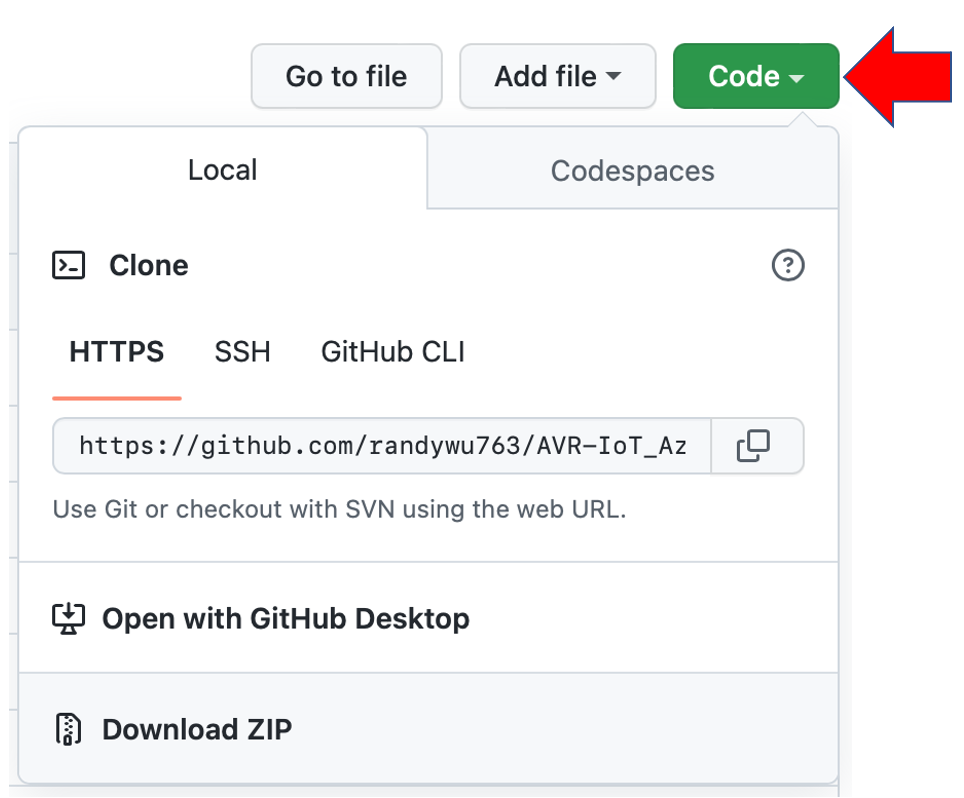 Go to file Add file Code
Local Codespaces
Clone
HTTPS SSH GitHub CLI
https://github.com/randywu763/AVR-IoT_Az
Use Git or checkout with SVN using the web URL.
Open with GitHub Desktop
Download ZIP